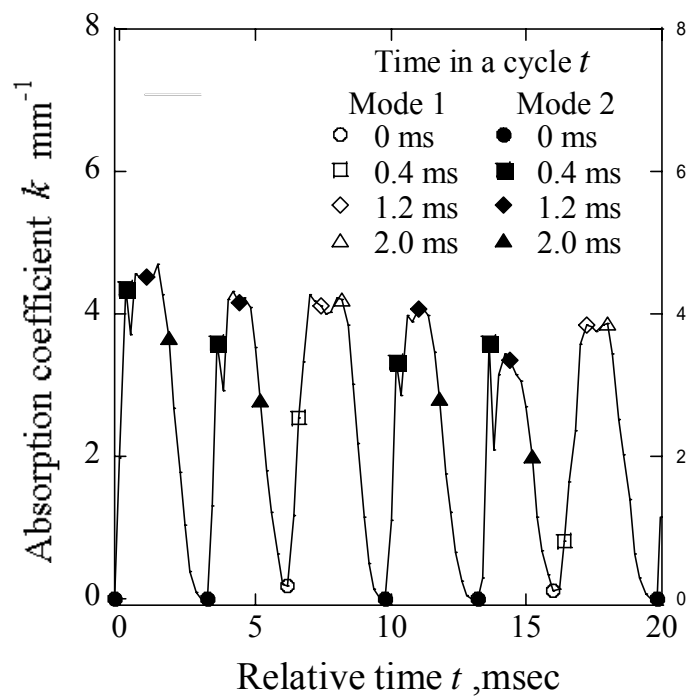 8
6
4
2
0
Absorption coefficient k mm-1
Time in a cycle t
Mode 1 Mode 2
0 ms 0 ms
0.4 ms 0.4 ms
1.2 ms 1.2 ms
2.0 ms 2.0 ms
8
6
4
2
0
0 5 10 15 20
Relative time t ,msec